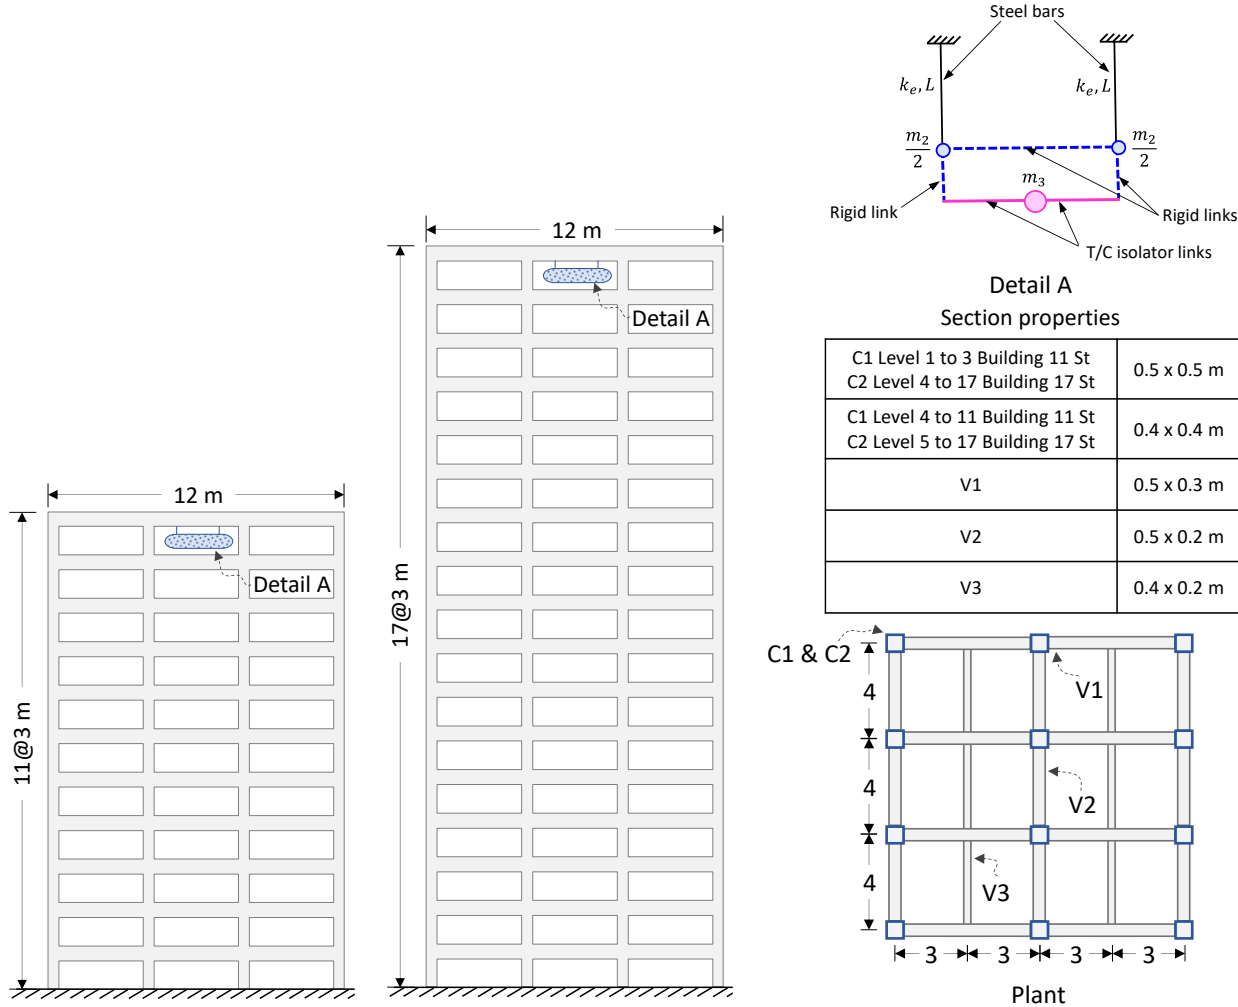 Steel bars
k_e, L
k_e, L
m_2/2
m_2/2
m_3
Rigid link
Rigid links
T/C isolator links
Detail A
12 m
12 m
Detail A
Detail A
11@3 m
17@3 m
Section properties
C1 Level 1 to 3 Building 11 St
C2 Level 4 to 17 Building 17 St
0.5 x 0.5 m
C1 Level 4 to 11 Building 11 St
C2 Level 5 to 17 Building 17 St
0.4 x 0.4 m
V1
0.5 x 0.3 m
V2
0.5 x 0.2 m
V3
0.4 x 0.2 m
C1 & C2
V1
V2
V3
4
4
4
3
3
3
3
Plant